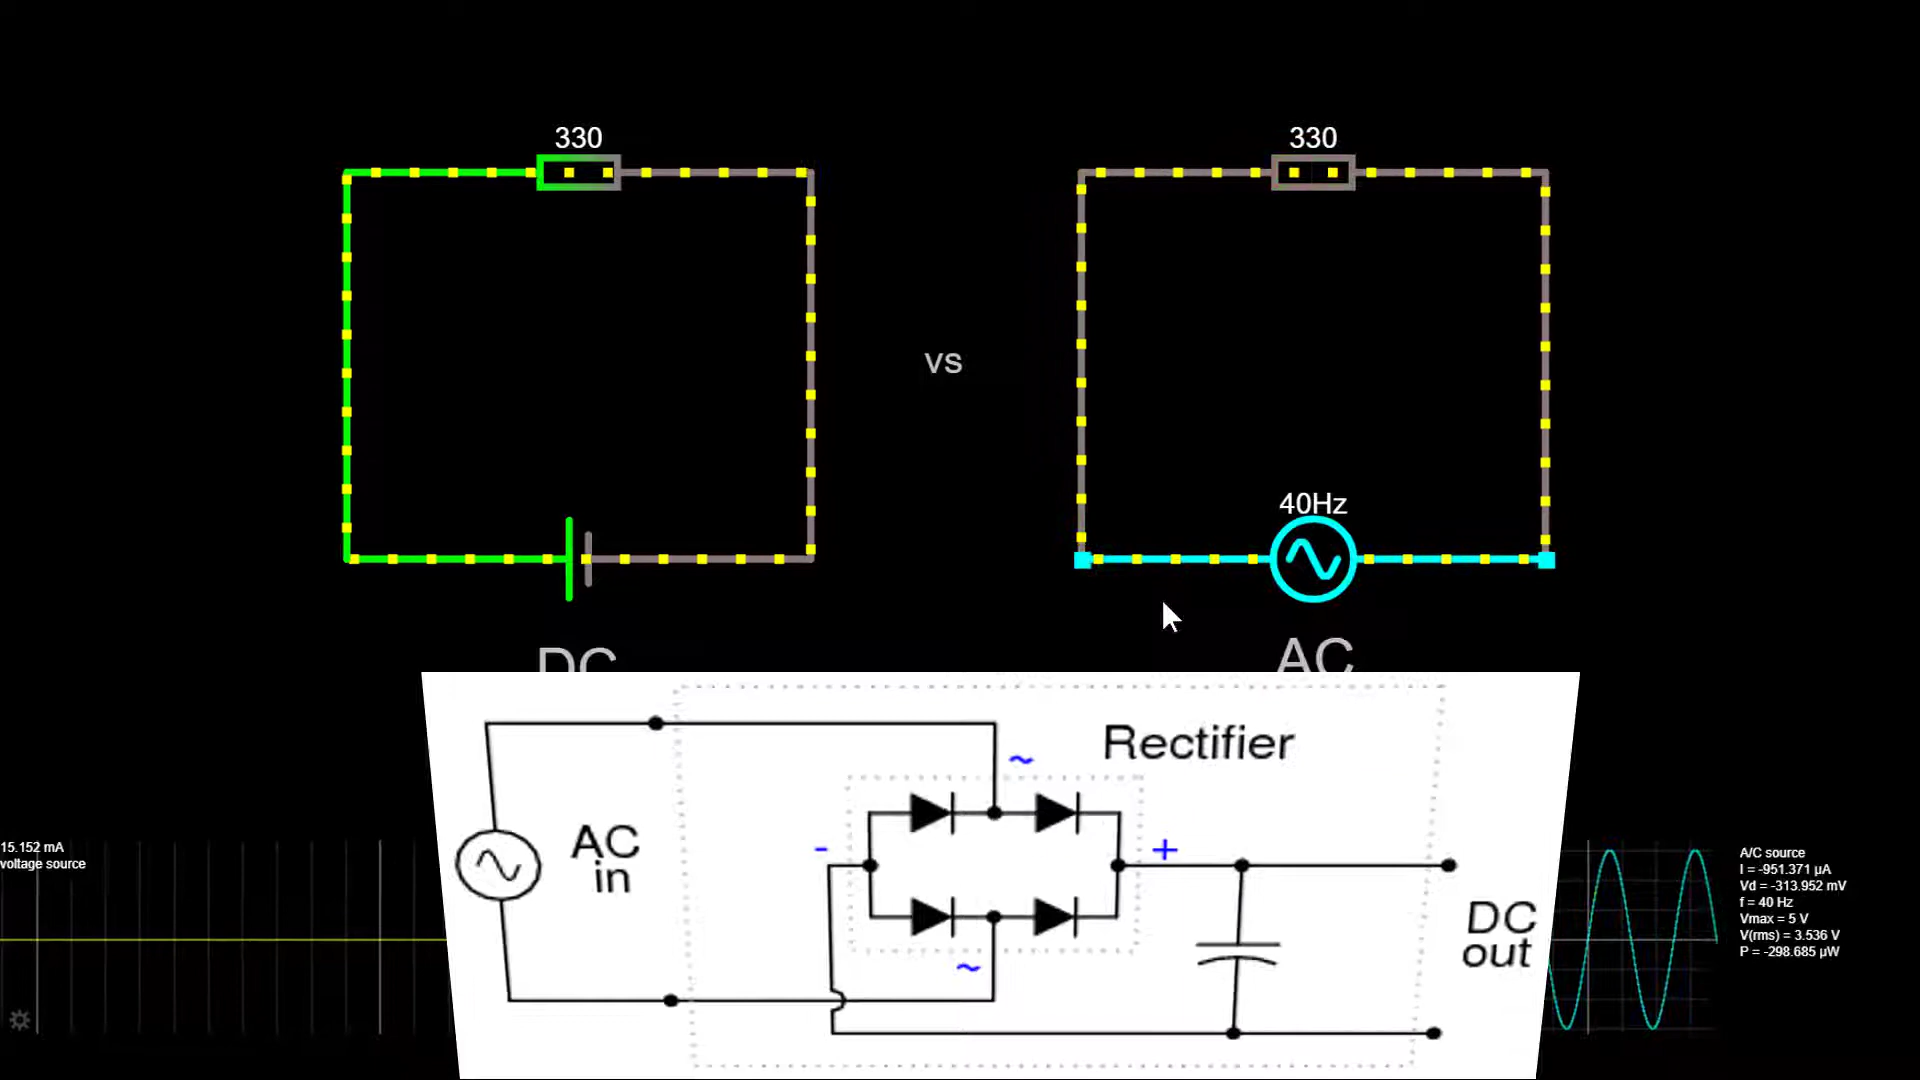 330
330
vs
40Hz
DC
AC
Rectifier
~
AC
in
-
+
~
DC
out
15.152 mA
voltage source
A/C source
I = -951.371 µA
Vd = -313.952 mV
f = 40 Hz
Vmax = 5 V
V(rms) = 3.536 V
P = -298.685 µW